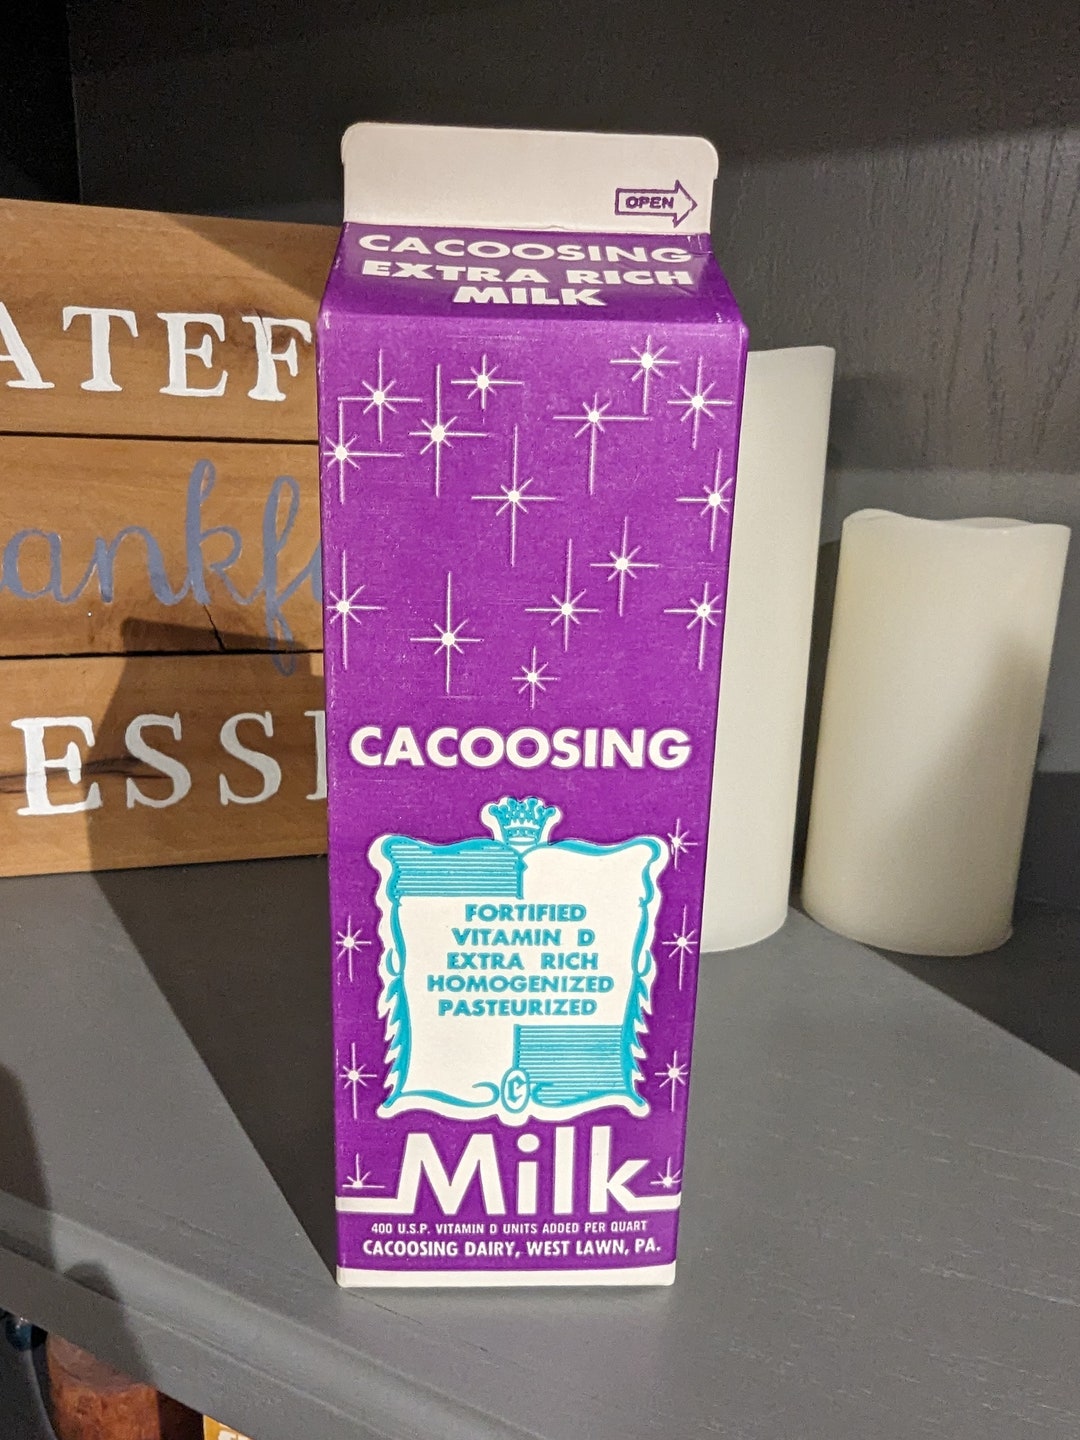 OPEN
CACOOSING
EXTRA RICH
MILK
ATEF
ankf
ESS
CACOOSING
FORTIFIED
VITAMIN D
EXTRA RICH
HOMOGENIZED
PASTEURIZED
C
Milk
400 U.S.P. VITAMIN D UNITS ADDED PER QUART
CACOOSING DAIRY, WEST LAWN, PA.